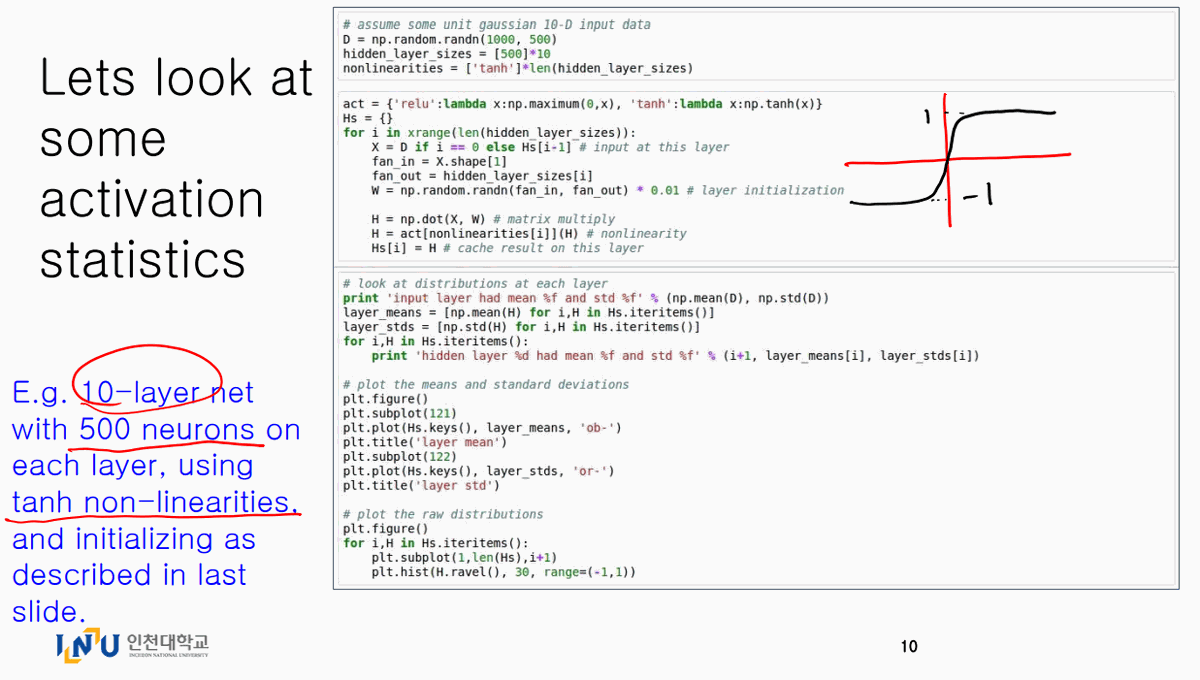 Lets look at
some
activation
statistics
E.g. 10-layer net
with 500 neurons on
each layer, using
tanh non-linearities,
and initializing as
described in last
slide.
# assume some unit gaussian 10-D input data
D = np.random.randn(1000, 500)
hidden_layer_sizes = [500]*10
nonlinearities = ['tanh']*len(hidden_layer_sizes)
act = {'relu':lambda x:np.maximum(0,x), 'tanh':lambda x:np.tanh(x)}
Hs = {}
for i in xrange(len(hidden_layer_sizes)):
    X = D if i == 0 else Hs[i-1] # input at this layer
    fan_in = X.shape[1]
    fan_out = hidden_layer_sizes[i]
    W = np.random.randn(fan_in, fan_out) * 0.01 # layer initialization
    H = np.dot(X, W) # matrix multiply
    H = act[nonlinearities[i]](H) # nonlinearity
    Hs[i] = H # cache result on this layer
1
-1
# look at distributions at each layer
print 'input layer had mean %f and std %f' % (np.mean(D), np.std(D))
layer_means = [np.mean(H) for i,H in Hs.iteritems()]
layer_stds = [np.std(H) for i,H in Hs.iteritems()]
for i,H in Hs.iteritems():
    print 'hidden layer %d had mean %f and std %f' % (i+1, layer_means[i], layer_stds[i])
# plot the means and standard deviations
plt.figure()
plt.subplot(121)
plt.plot(Hs.keys(), layer_means, 'ob-')
plt.title('layer mean')
plt.subplot(122)
plt.plot(Hs.keys(), layer_stds, 'or-')
plt.title('layer std')
# plot the raw distributions
plt.figure()
for i,H in Hs.iteritems():
    plt.subplot(1,len(Hs),i+1)
    plt.hist(H.ravel(), 30, range=(-1,1))
INU 인천대학교
INCHEON NATIONAL UNIVERSITY
10